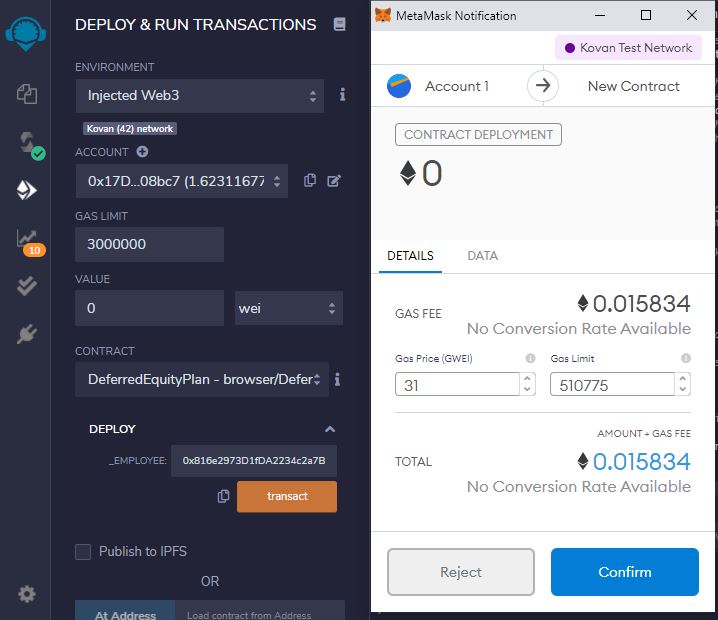 DEPLOY & RUN TRANSACTIONS
ENVIRONMENT
Injected Web3
Kovan (42) network
ACCOUNT
0x17D...08bc7 (1.62311677
GAS LIMIT
3000000
VALUE
0
wei
CONTRACT
DeferredEquityPlan - browser/Defer
DEPLOY
_EMPLOYEE:
0x816e2973D1fDA2234c2a7B
transact
Publish to IPFS
OR
At Address
Load contract from Address
10
MetaMask Notification
Kovan Test Network
Account 1
New Contract
CONTRACT DEPLOYMENT
0
DETAILS
DATA
GAS FEE
0.015834
No Conversion Rate Available
Gas Price (GWEI)
Gas Limit
31
510775
AMOUNT + GAS FEE
TOTAL
0.015834
No Conversion Rate Available
Reject
Confirm